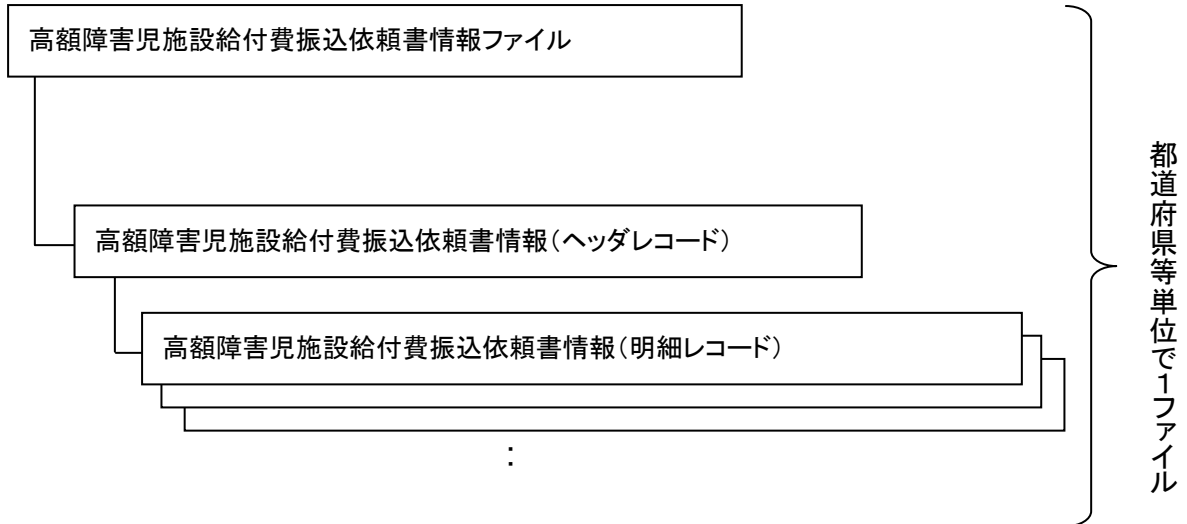 高額障害児施設給付費振込依頼書情報ファイル
高額障害児施設給付費振込依頼書情報(ヘッダレコード)
高額障害児施設給付費振込依頼書情報(明細レコード)
:
都道府県等単位で1ファイル